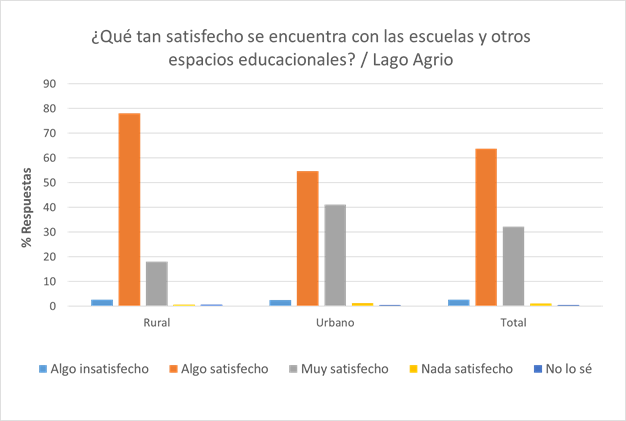 ¿Qué tan satisfecho se encuentra con las escuelas y otros
espacios educacionales? / Lago Agrio
90
80
70
60
50
40
30
20
10
0
% Respuestas
Rural
Urbano
Total
Algo insatisfecho
Algo satisfecho
Muy satisfecho
Nada satisfecho
No lo sé